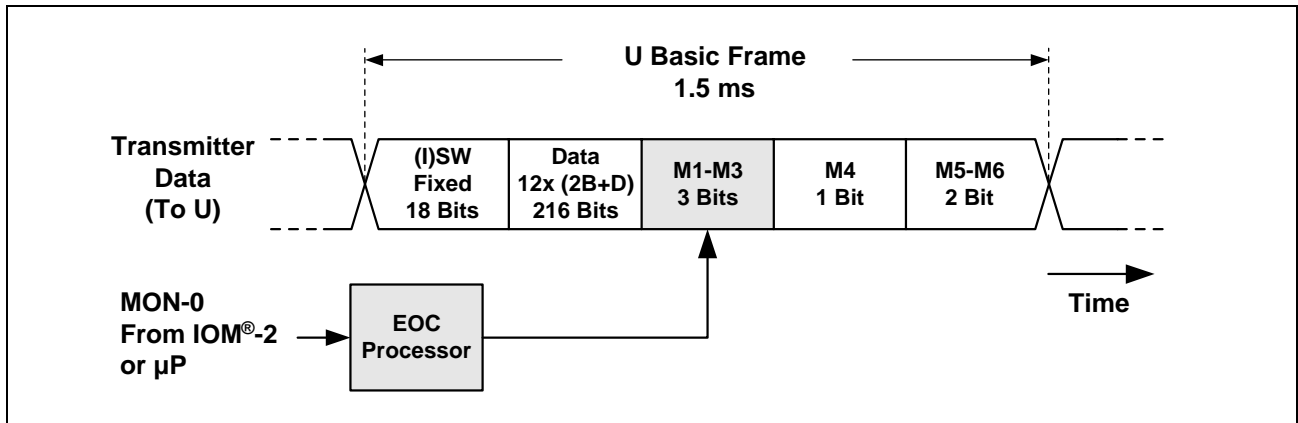 U Basic Frame
1.5 ms
Transmitter
Data
(To U)
(I)SW
Fixed
18 Bits
Data
12x (2B+D)
216 Bits
M1-M3
3 Bits
M4
1 Bit
M5-M6
2 Bit
Time
MON-0
From IOM®-2
or µP
EOC
Processor